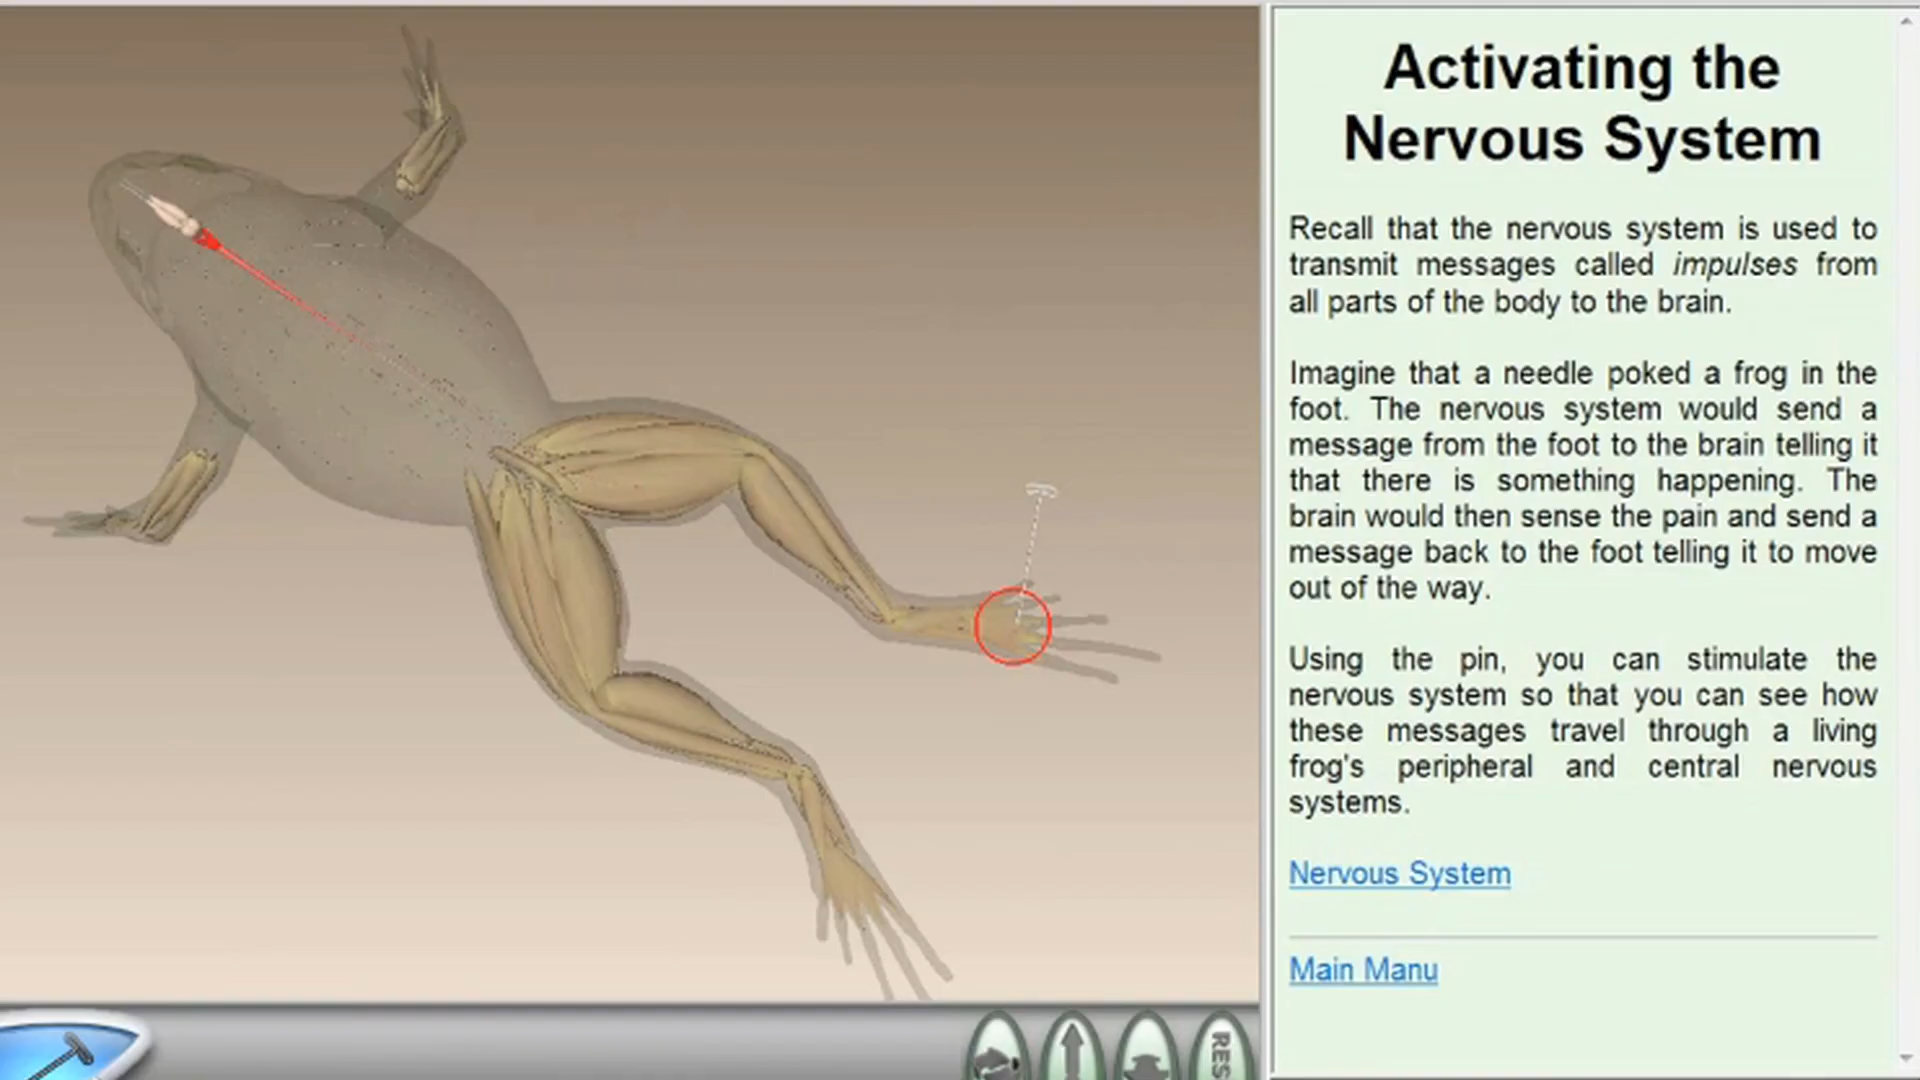 Activating the
Nervous System
Recall that the nervous system is used to
transmit messages called impulses from
all parts of the body to the brain.
Imagine that a needle poked a frog in the
foot. The nervous system would send a
message from the foot to the brain telling it
that there is something happening. The
brain would then sense the pain and send a
message back to the foot telling it to move
out of the way.
Using the pin, you can stimulate the
nervous system so that you can see how
these messages travel through a living
frog's peripheral and central nervous
systems.
Nervous System
Main Manu
RES